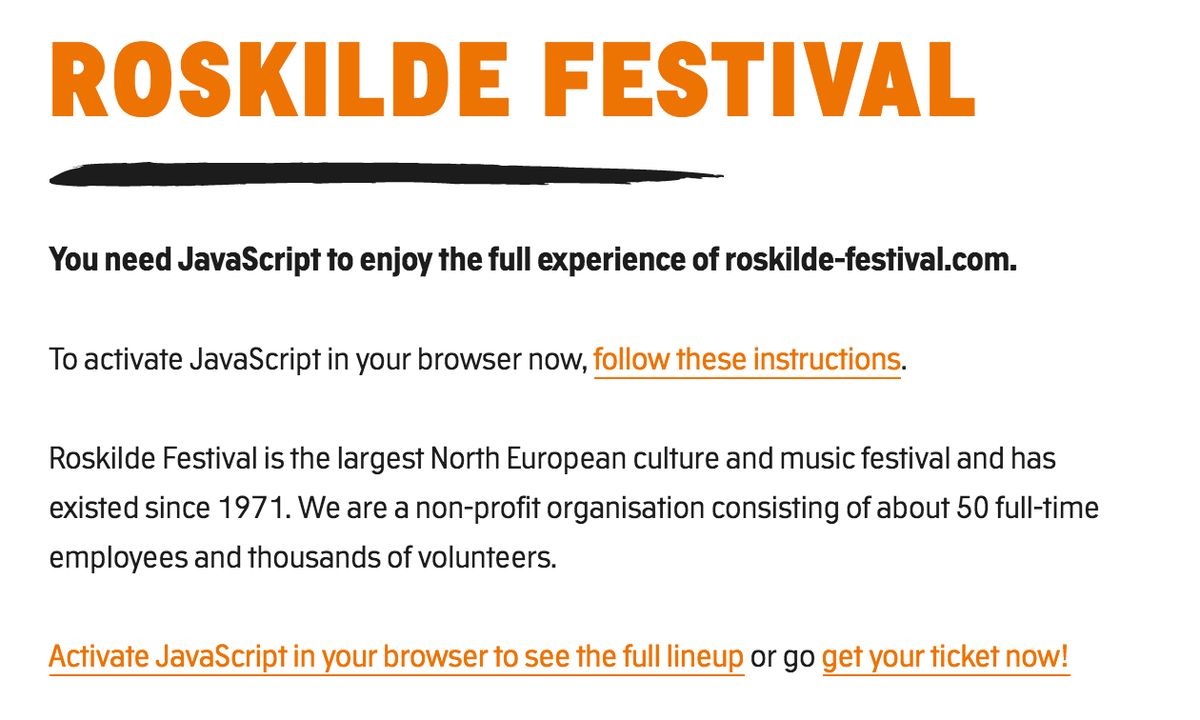 ROSKILDE FESTIVAL
You need JavaScript to enjoy the full experience of roskilde-festival.com.
To activate JavaScript in your browser now, follow these instructions.
Roskilde Festival is the largest North European culture and music festival and has
existed since 1971. We are a non-profit organisation consisting of about 50 full-time
employees and thousands of volunteers.
Activate JavaScript in your browser to see the full lineup or go get your ticket now!